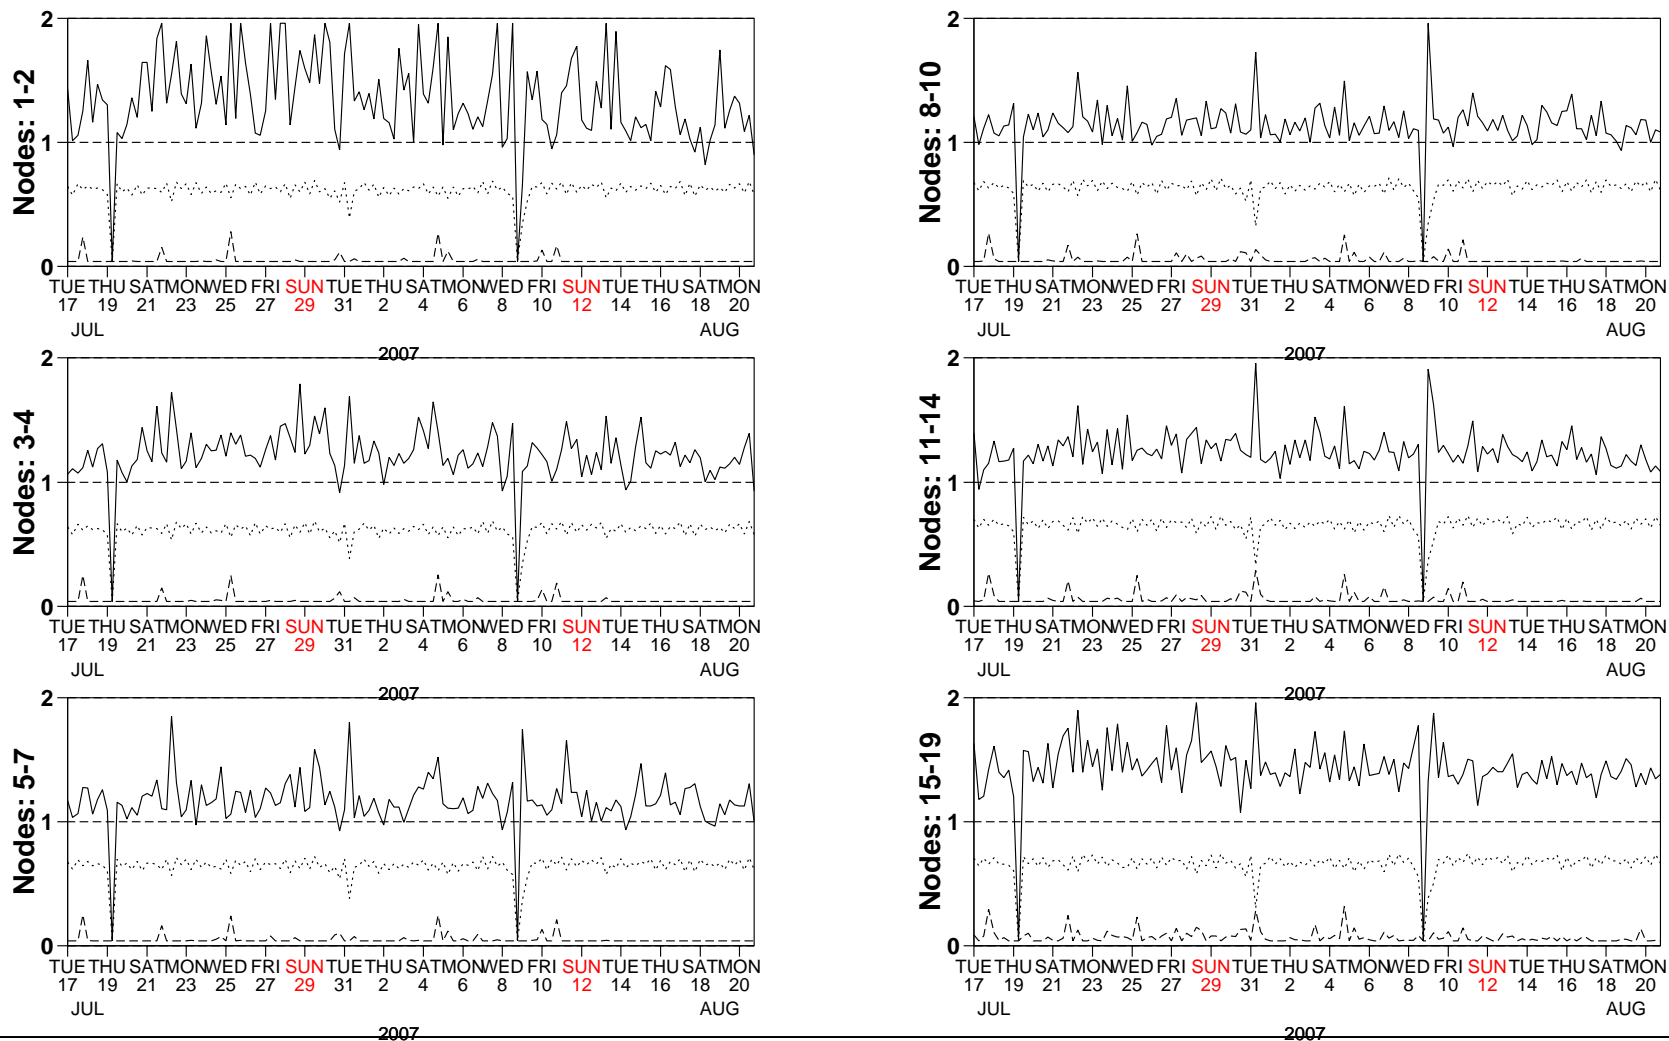 Nodes: 1-2
2
1
0
TUE THU SAT MON WED FRI SUN TUE THU SAT MON WED FRI SUN TUE THU SAT MON
17 19 21 23 25 27 29 31 2 4 6 8 10 12 14 16 18 20
JUL AUG
2007
Nodes: 8-10
2
1
0
TUE THU SAT MON WED FRI SUN TUE THU SAT MON WED FRI SUN TUE THU SAT MON
17 19 21 23 25 27 29 31 2 4 6 8 10 12 14 16 18 20
JUL AUG
2007
Nodes: 3-4
2
1
0
TUE THU SAT MON WED FRI SUN TUE THU SAT MON WED FRI SUN TUE THU SAT MON
17 19 21 23 25 27 29 31 2 4 6 8 10 12 14 16 18 20
JUL AUG
2007
Nodes: 11-14
2
1
0
TUE THU SAT MON WED FRI SUN TUE THU SAT MON WED FRI SUN TUE THU SAT MON
17 19 21 23 25 27 29 31 2 4 6 8 10 12 14 16 18 20
JUL AUG
2007
Nodes: 5-7
2
1
0
TUE THU SAT MON WED FRI SUN TUE THU SAT MON WED FRI SUN TUE THU SAT MON
17 19 21 23 25 27 29 31 2 4 6 8 10 12 14 16 18 20
JUL AUG
2007
Nodes: 15-19
2
1
0
TUE THU SAT MON WED FRI SUN TUE THU SAT MON WED FRI SUN TUE THU SAT MON
17 19 21 23 25 27 29 31 2 4 6 8 10 12 14 16 18 20
JUL AUG
2007